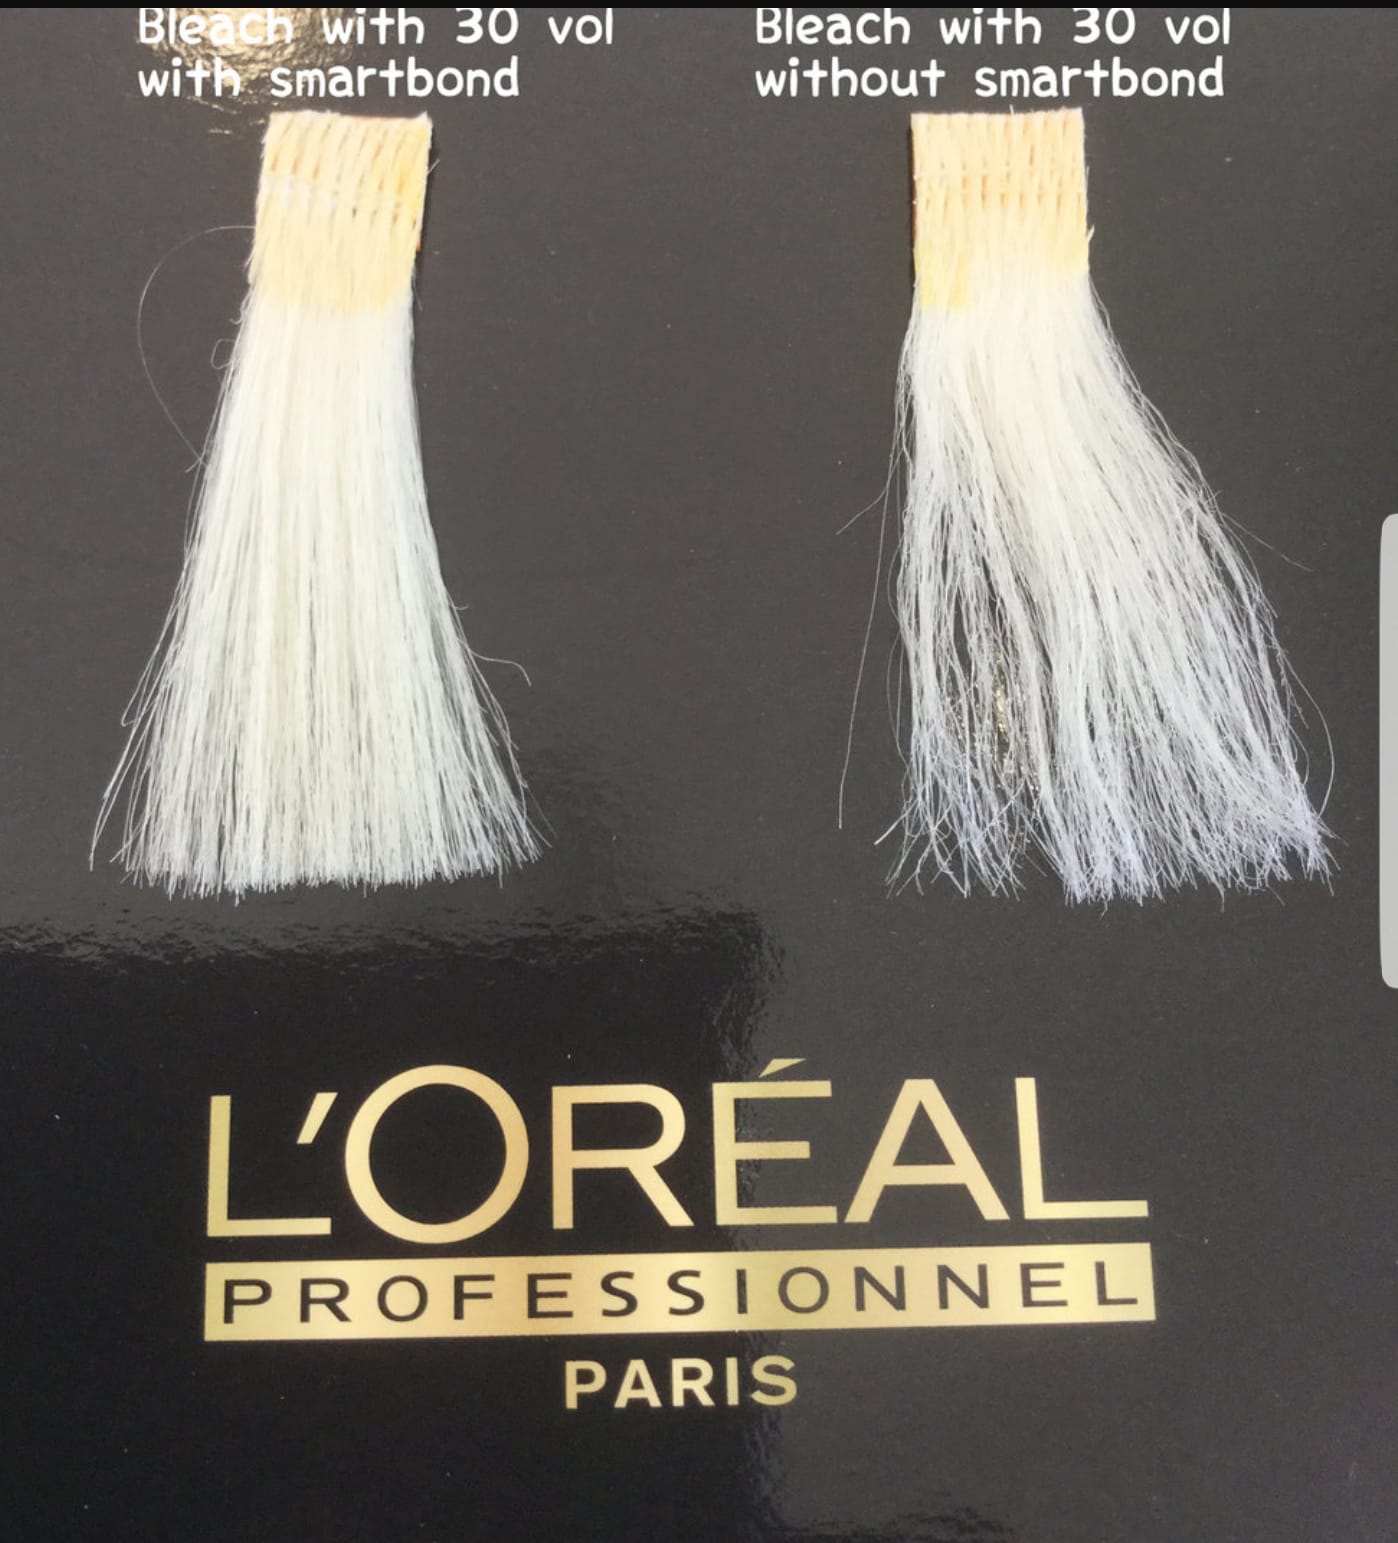 Bleach with 30 vol
with smartbond
Bleach with 30 vol
without smartbond
L'ORÉAL
PROFESSIONNEL
PARIS